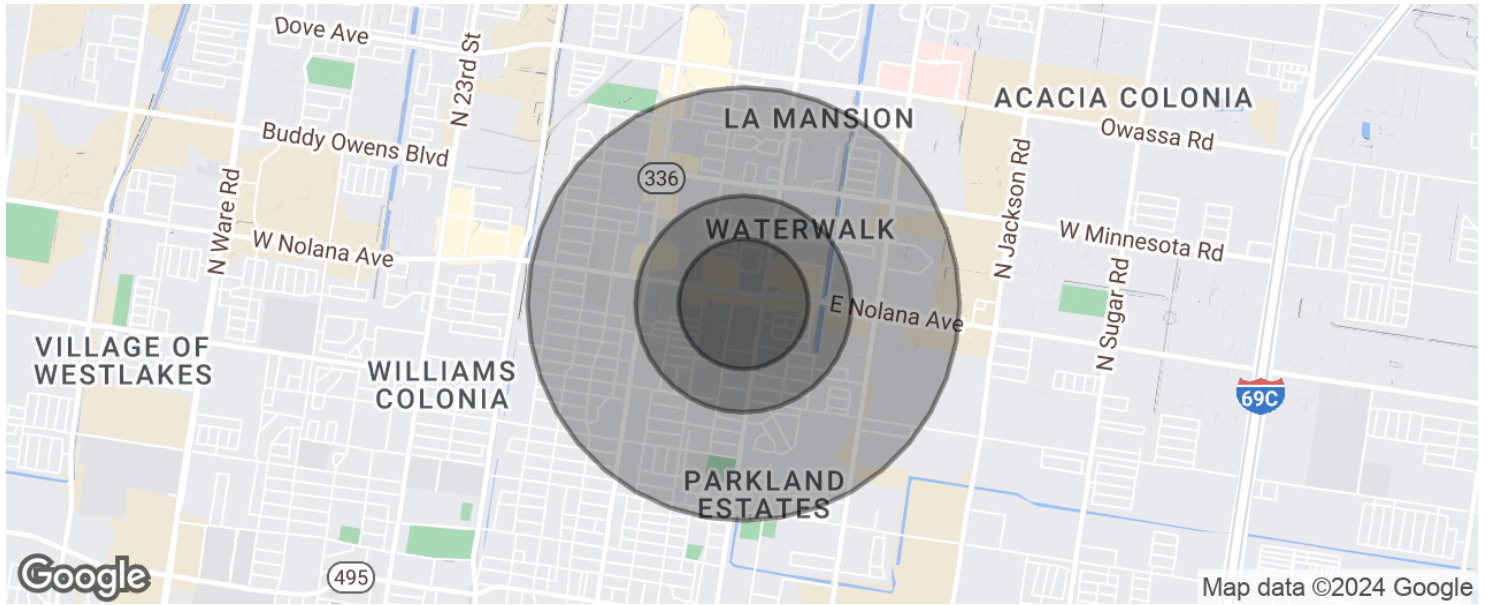 Dove Ave
N 23rd St
LA MANSION
ACACIA COLONIA
Owassa Rd
Buddy Owens Blvd
336
N Jackson Rd
N Ware Rd
W Nolana Ave
WATERWALK
W Minnesota Rd
E Nolana Ave
N Sugar Rd
VILLAGE OF
WESTLAKES
WILLIAMS
COLONIA
69C
PARKLAND
ESTATES
Google
495
Map data ©2024 Google